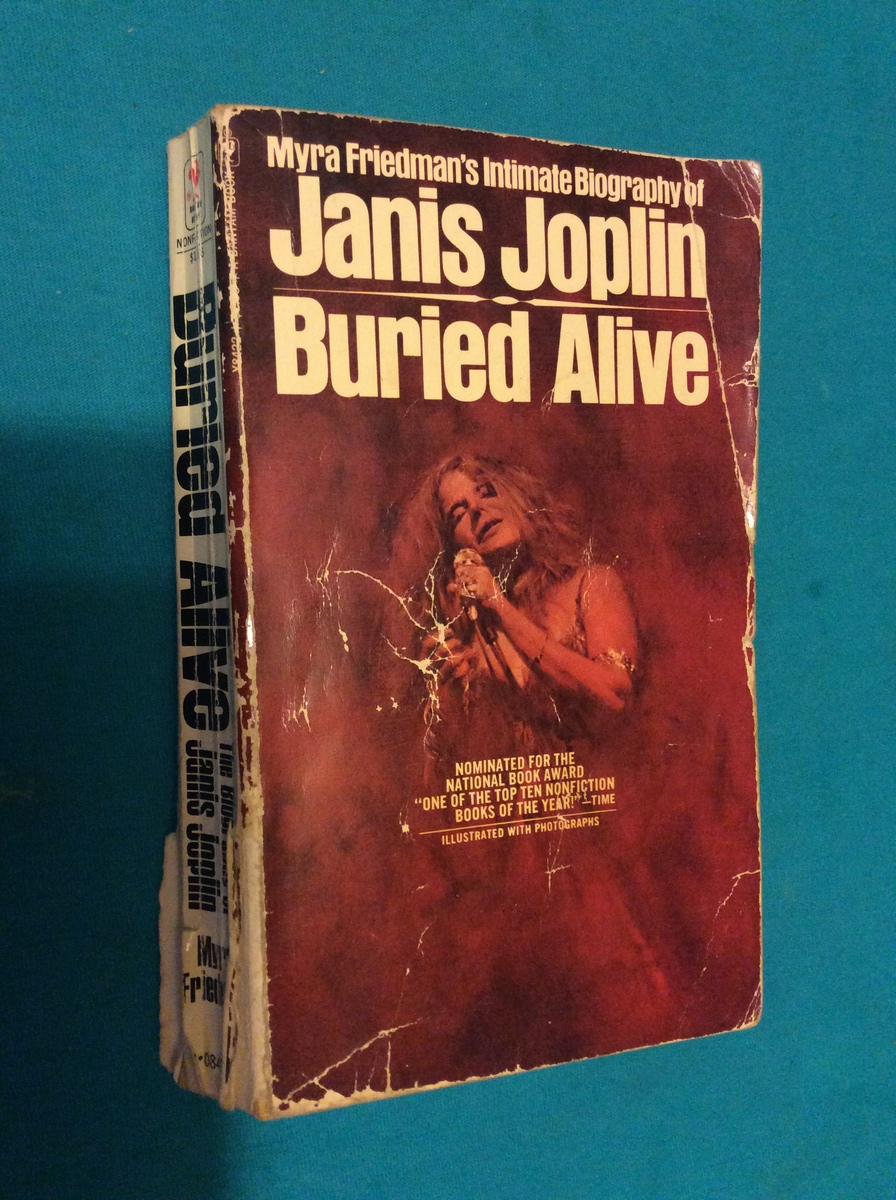 Myra Friedman's Intimate Biography of
Janis Joplin
Buried Alive
NOMINATED FOR THE
NATIONAL BOOK AWARD
"ONE OF THE TOP TEN NONFICTION
BOOKS OF THE YEAR!" —TIME
ILLUSTRATED WITH PHOTOGRAPHS
Buried Alive
Janis Joplin